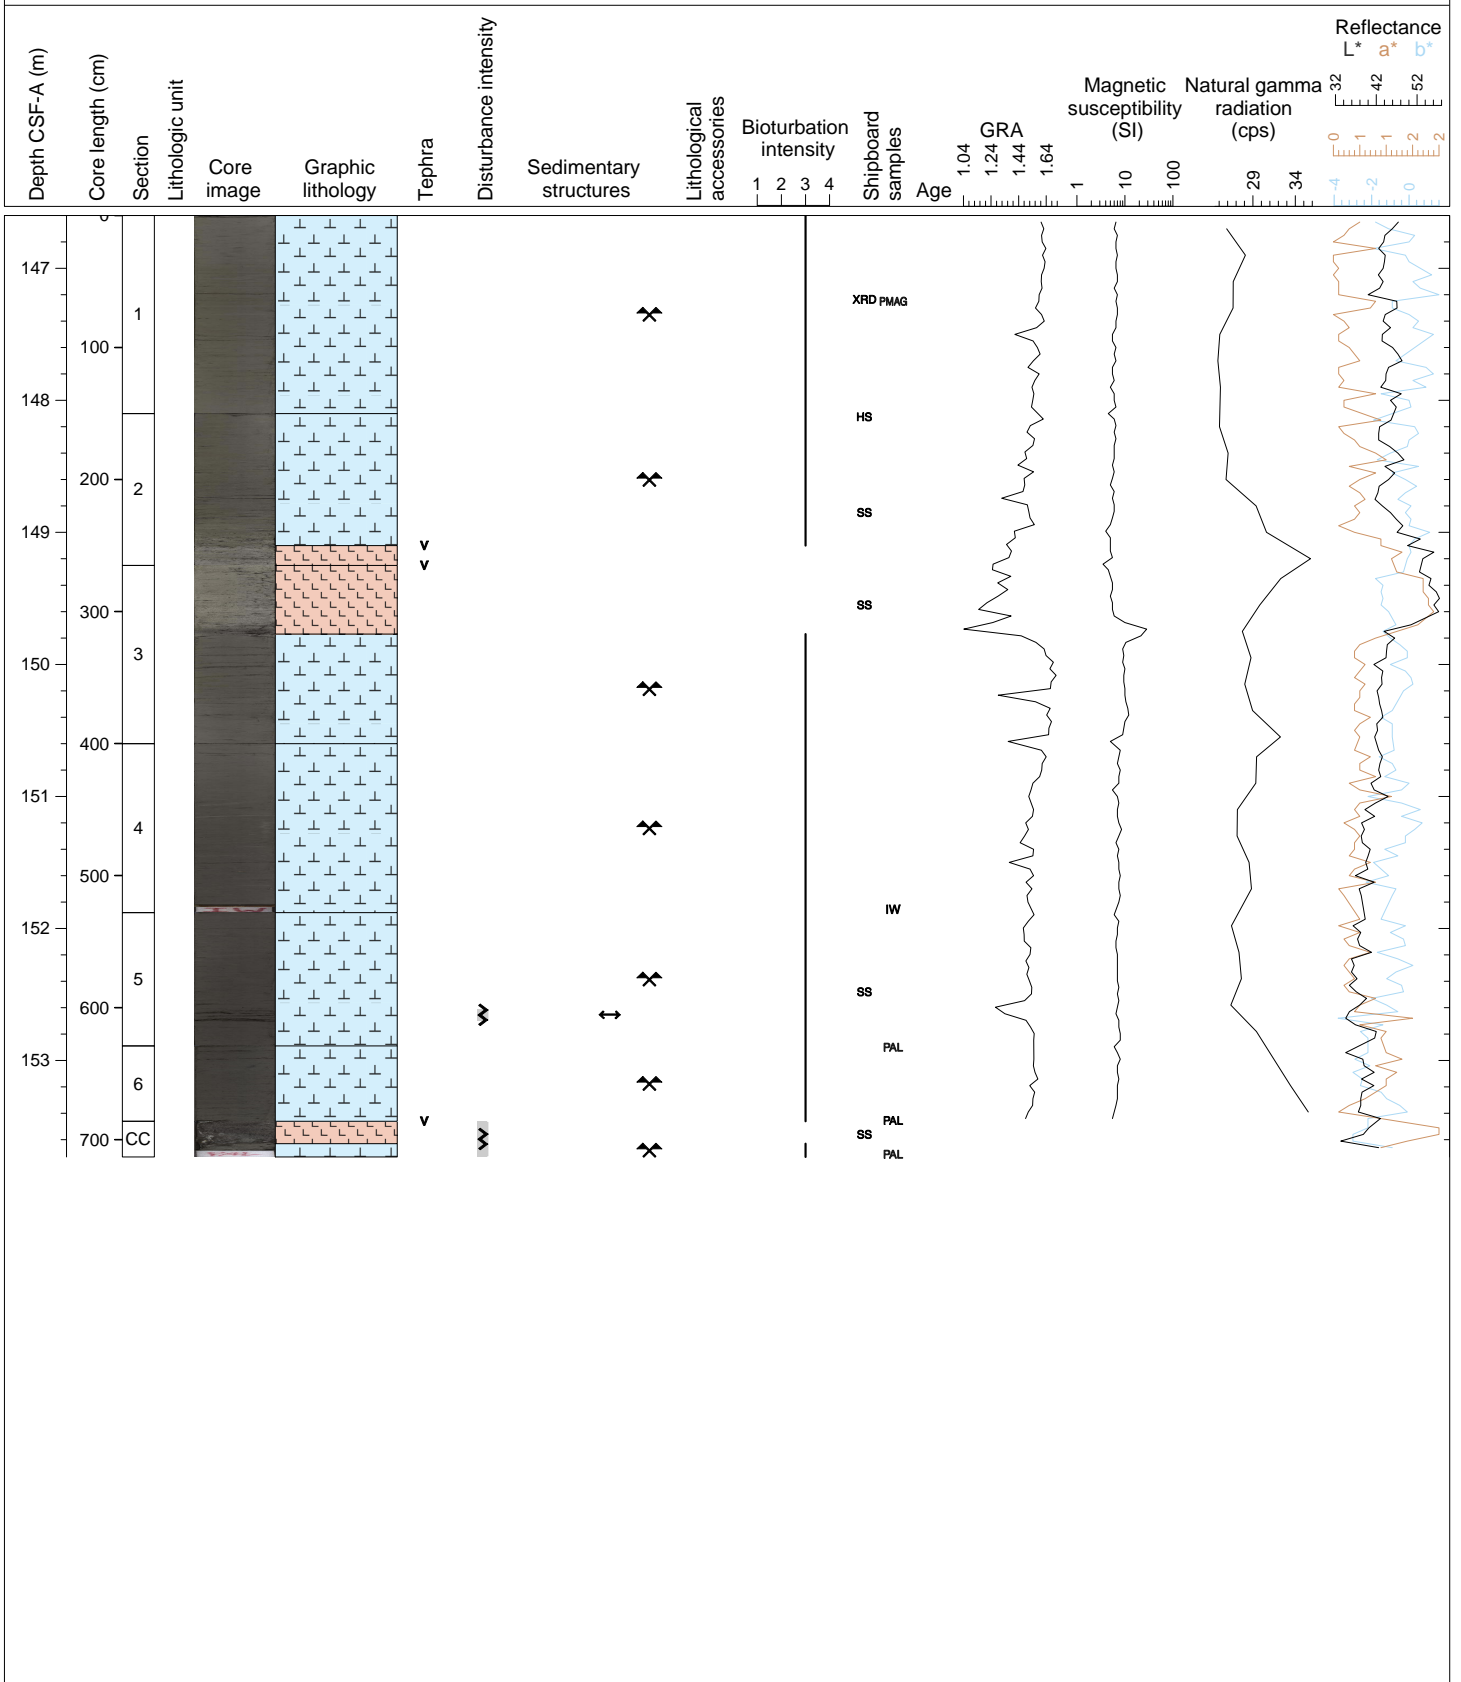 Depth CSF-A (m)
Core length (cm)
Section
Lithologic unit
Core
image
Graphic
lithology
Tephra
Disturbance intensity
Sedimentary
structures
Lithological
accessories
Bioturbation
intensity
1 2 3 4
Shipboard
samples
Age
GRA
1.04 1.24 1.44 1.64
Magnetic
susceptibility
(SI)
1 10 100
Natural gamma
radiation
(cps)
29 34
Reflectance
L* a* b*
32 42 52
0 1 1 2 2
-4 -2 0
0
147
XRD PMAG
1
100
148
HS
200
2
SS
149
v
v
300
SS
3
150
400
151
4
500
IW
152
5
SS
600
PAL
153
6
v
PAL
SS
700
CC
PAL